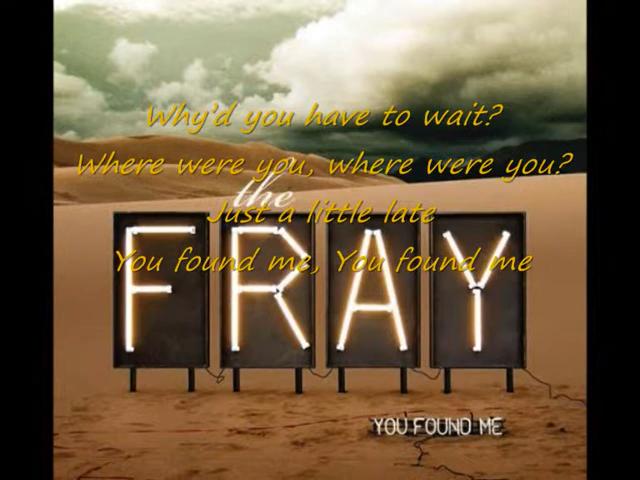 Why'd you have to wait?
Where were you, where were you?
the
Just a little late
You found me, You found me
FRAY
YOU FOUND ME